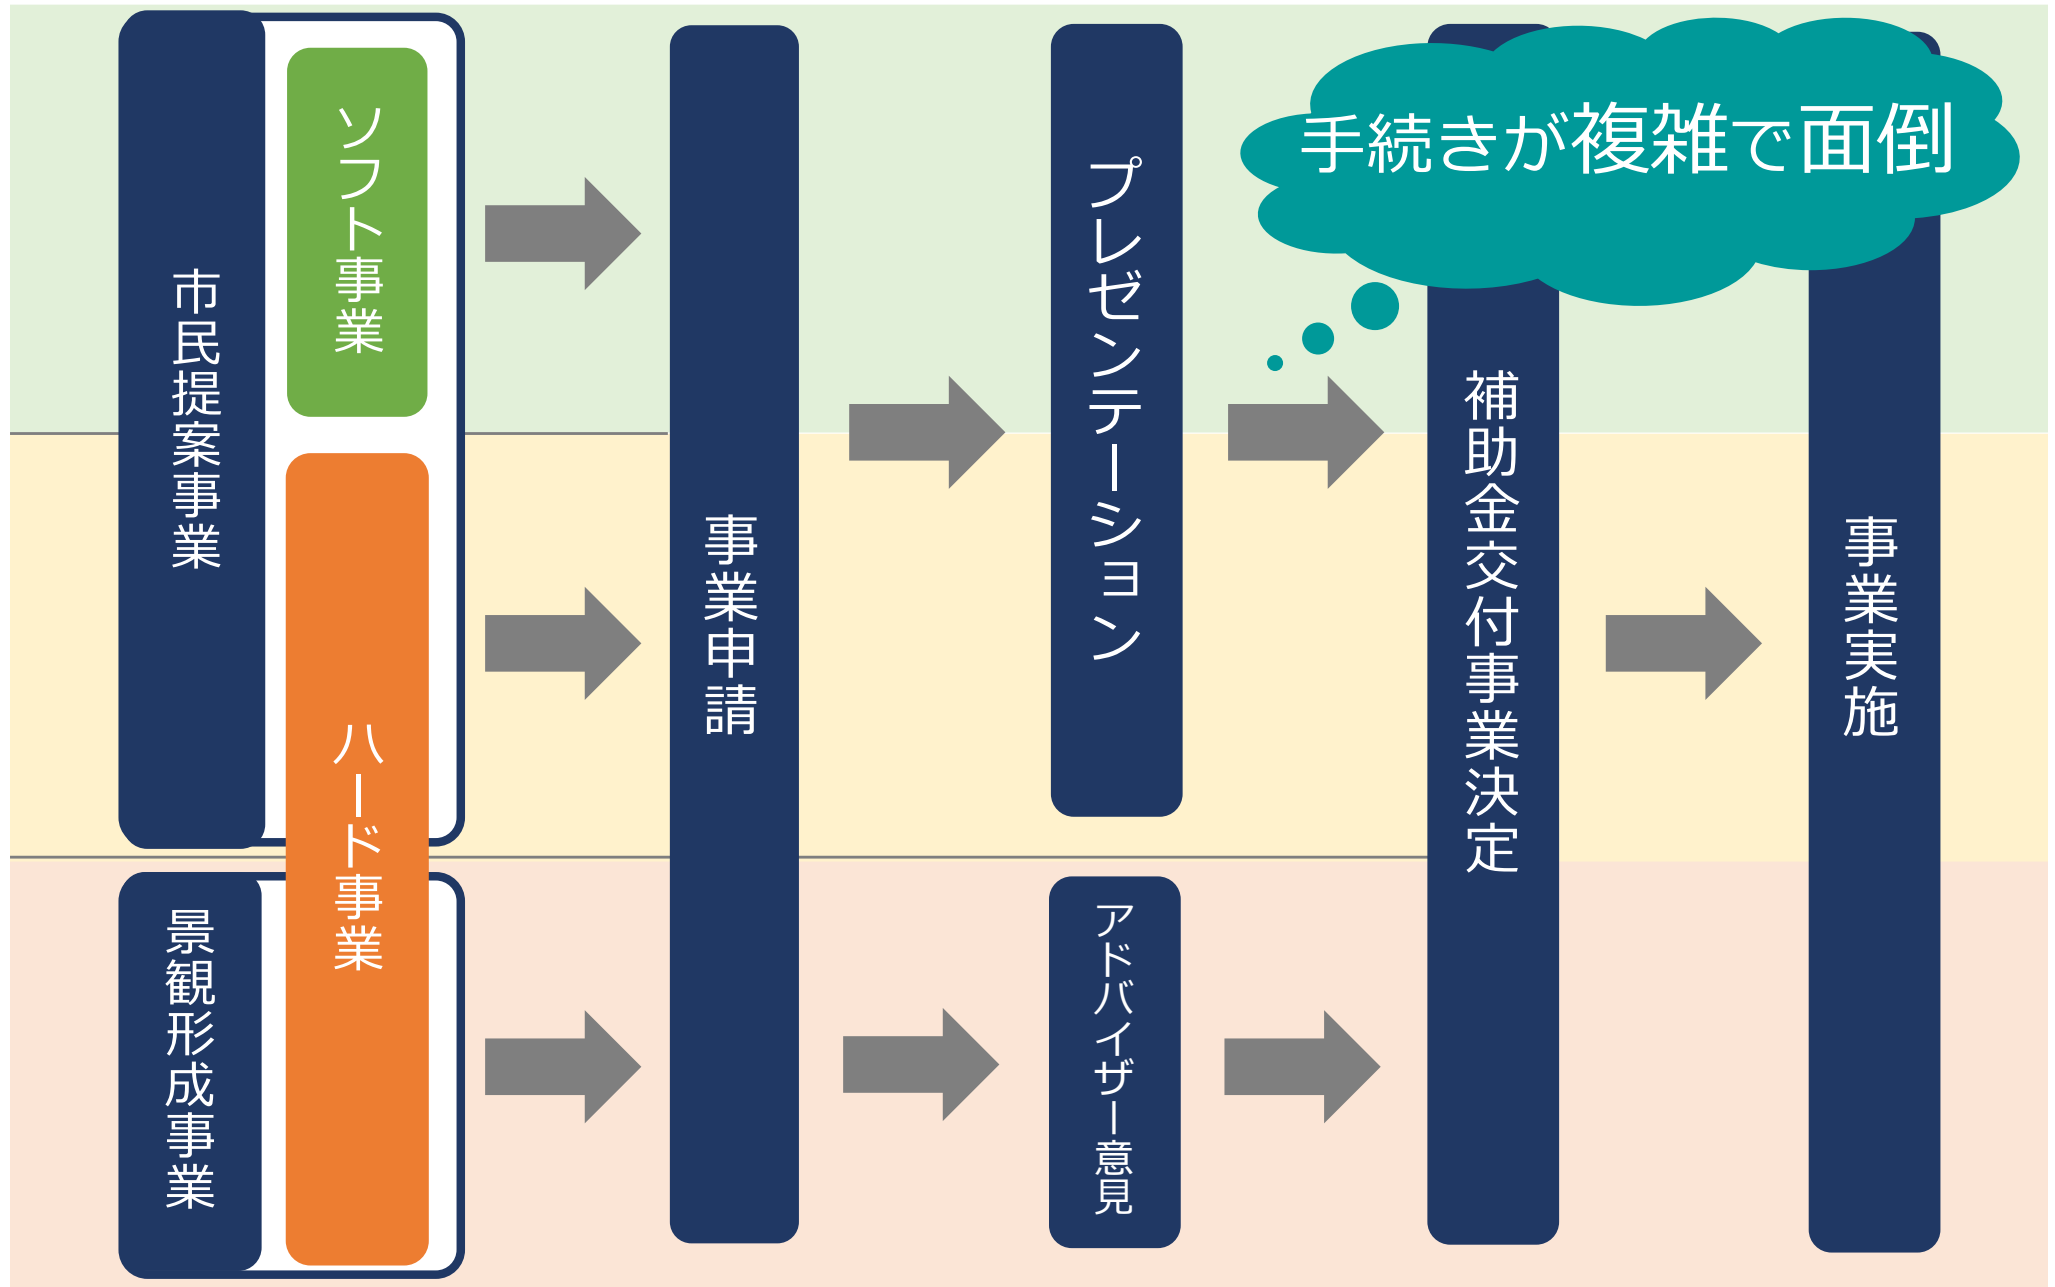 市民提案事業
ソフト事業
ハード事業
景観形成事業
事業申請
プレゼンテーション
アドバイザー意見
手続きが複雑で面倒
補助金交付事業決定
事業実施